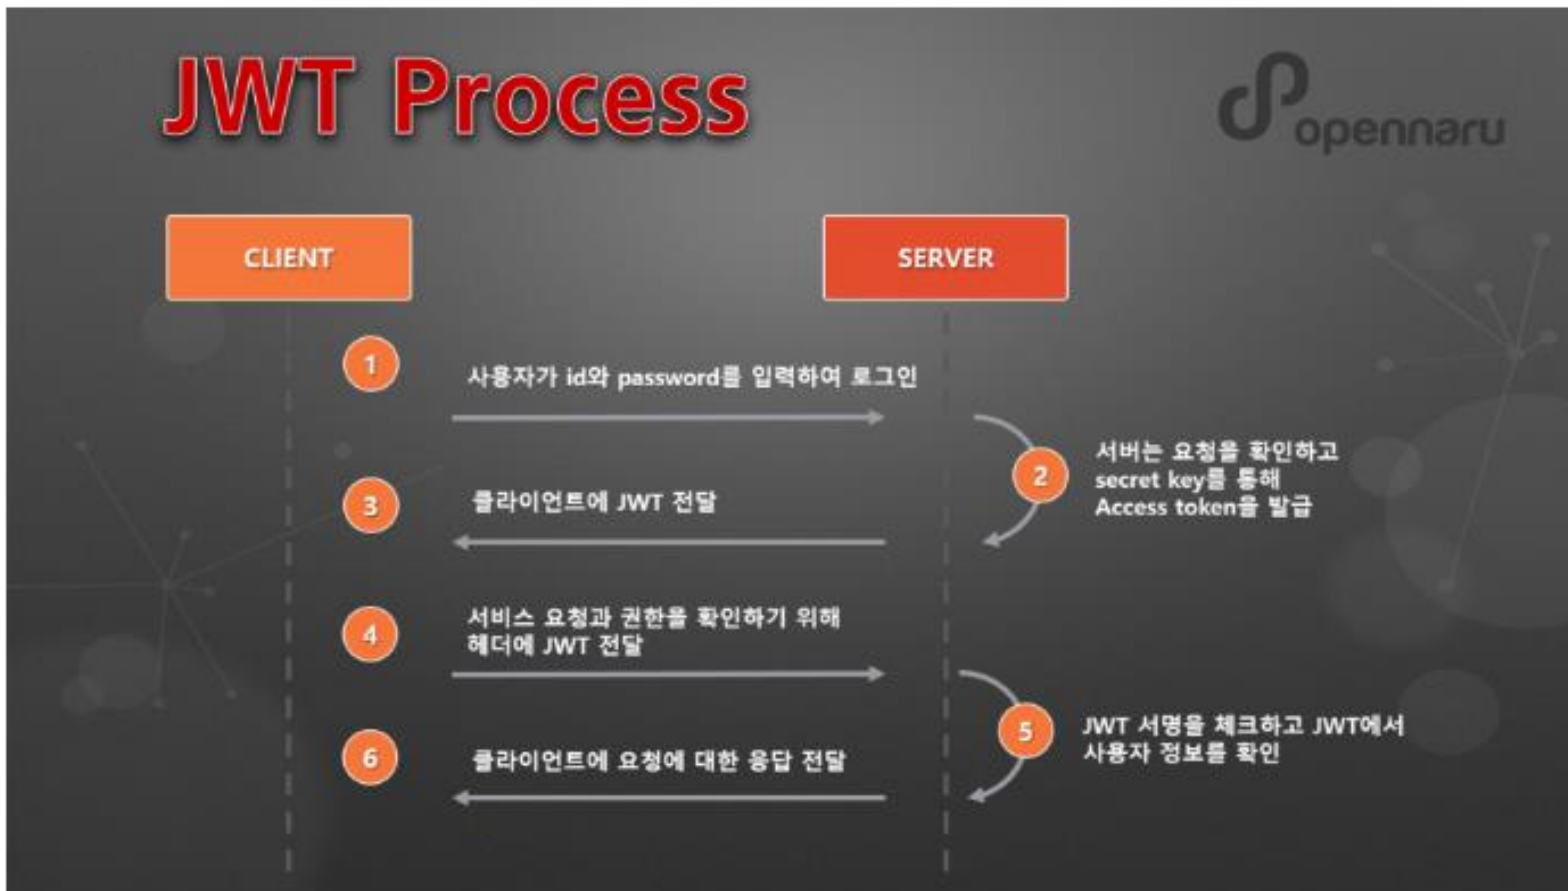 JWT Process
opennaru
CLIENT
SERVER
1
사용자가 id와 password를 입력하여 로그인
2
서버는 요청을 확인하고
secret key를 통해
Access token을 발급
3
클라이언트에 JWT 전달
4
서비스 요청과 권한을 확인하기 위해
헤더에 JWT 전달
5
JWT 서명을 체크하고 JWT에서
사용자 정보를 확인
6
클라이언트에 요청에 대한 응답 전달